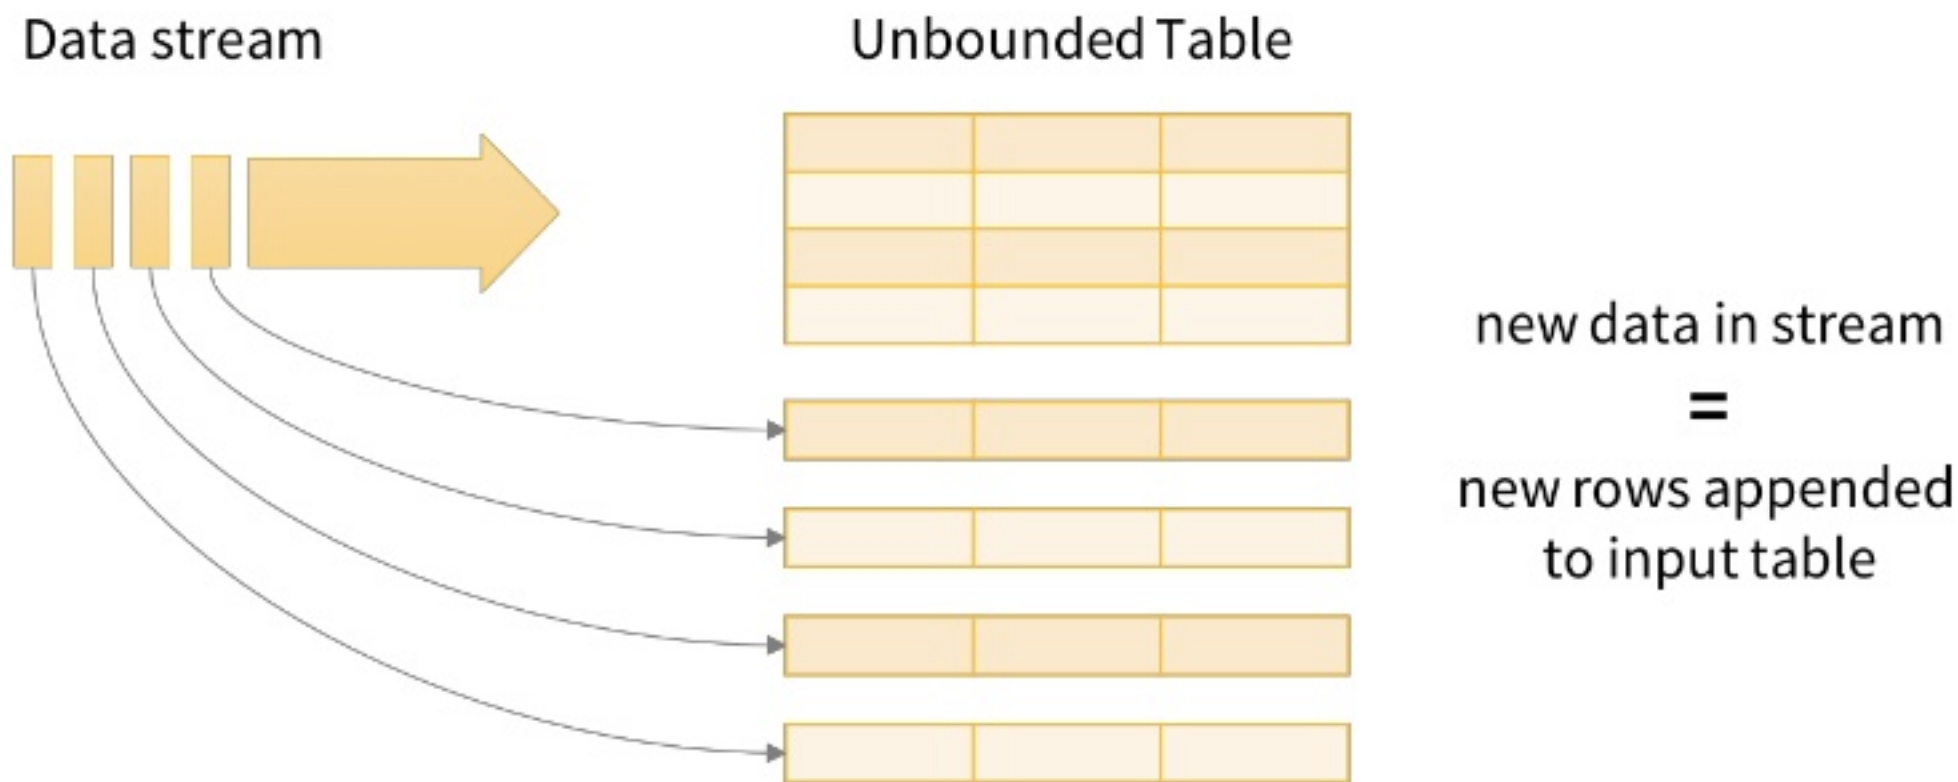 Data stream
Unbounded Table
new data in stream
=
new rows appended
to input table